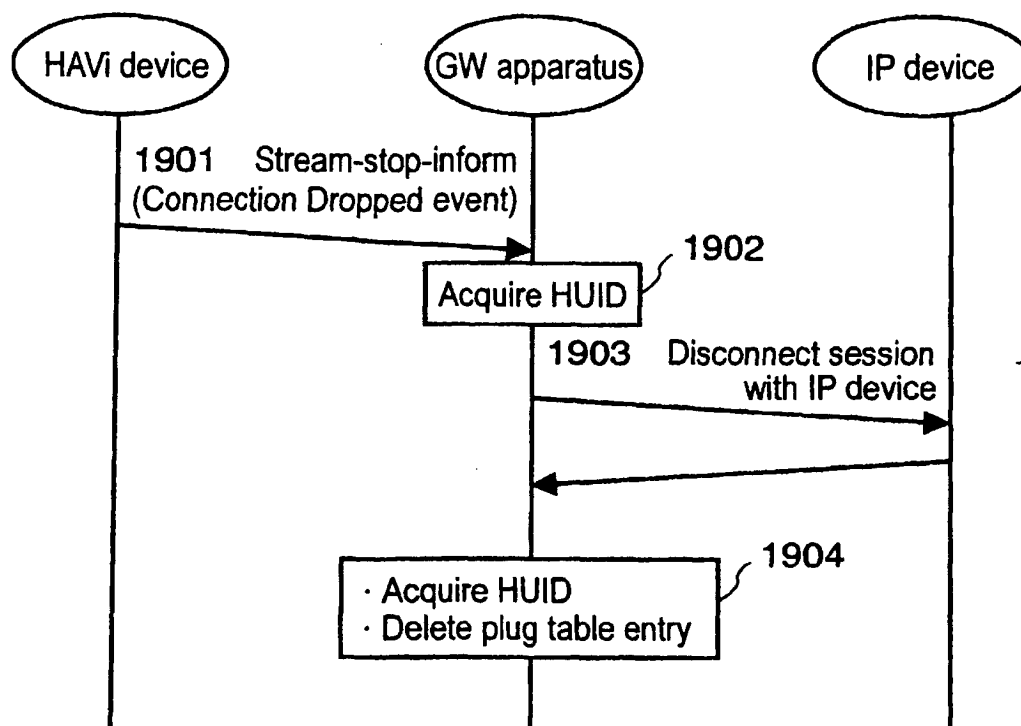 HAVi device
GW apparatus
IP device
1901 Stream-stop-inform
(Connection Dropped event)
1902
Acquire HUID
1903 Disconnect session
with IP device
1904
· Acquire HUID
· Delete plug table entry